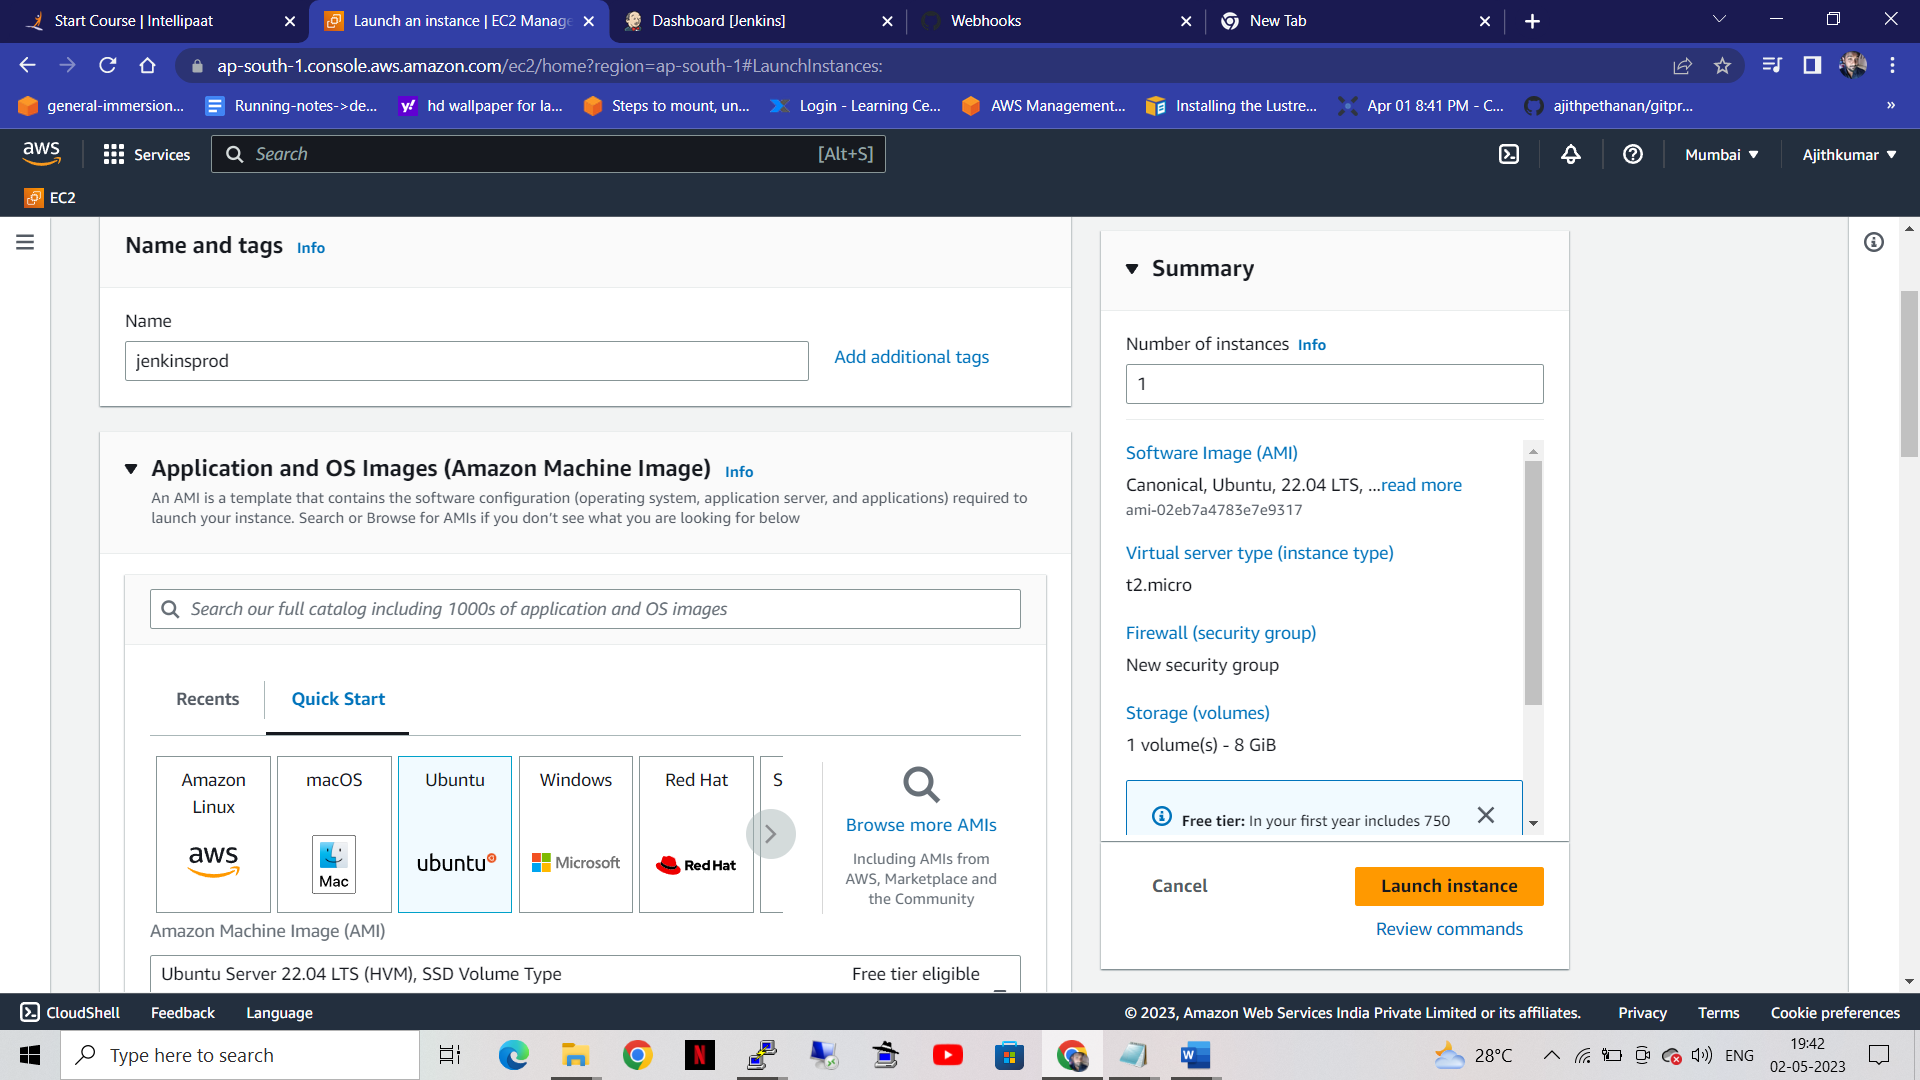 Start Course | Intellipaat
Launch an instance | EC2 Manage
Dashboard [Jenkins]
Webhooks
New Tab
ap-south-1.console.aws.amazon.com/ec2/home?region=ap-south-1#LaunchInstances:
general-immersion...
Running-notes->de...
hd wallpaper for la...
Steps to mount, un...
Login - Learning Ce...
AWS Management...
Installing the Lustre...
Apr 01 8:41 PM - C...
ajithpethanan/gitpr...
»
aws
Services
Search
[Alt+S]
Mumbai
Ajithkumar
EC2
Name and tags Info
Name
jenkinsprod
Add additional tags
Application and OS Images (Amazon Machine Image) Info
An AMI is a template that contains the software configuration (operating system, application server, and applications) required to
launch your instance. Search or Browse for AMIs if you don't see what you are looking for below
Search our full catalog including 1000s of application and OS images
Recents
Quick Start
Amazon
Linux
aws
macOS
Mac
Ubuntu
ubuntu
Windows
Microsoft
Red Hat
Red Hat
S
Browse more AMIs
Including AMIs from
AWS, Marketplace and
the Community
Amazon Machine Image (AMI)
Ubuntu Server 22.04 LTS (HVM), SSD Volume Type
Free tier eligible
Summary
Number of instances Info
1
Software Image (AMI)
Canonical, Ubuntu, 22.04 LTS, ...read more
ami-02eb7a4783e7e9317
Virtual server type (instance type)
t2.micro
Firewall (security group)
New security group
Storage (volumes)
1 volume(s) - 8 GiB
Free tier: In your first year includes 750
Cancel
Launch instance
Review commands
CloudShell
Feedback
Language
© 2023, Amazon Web Services India Private Limited or its affiliates.
Privacy
Terms
Cookie preferences
Type here to search
28°C
ENG
19:42
02-05-2023